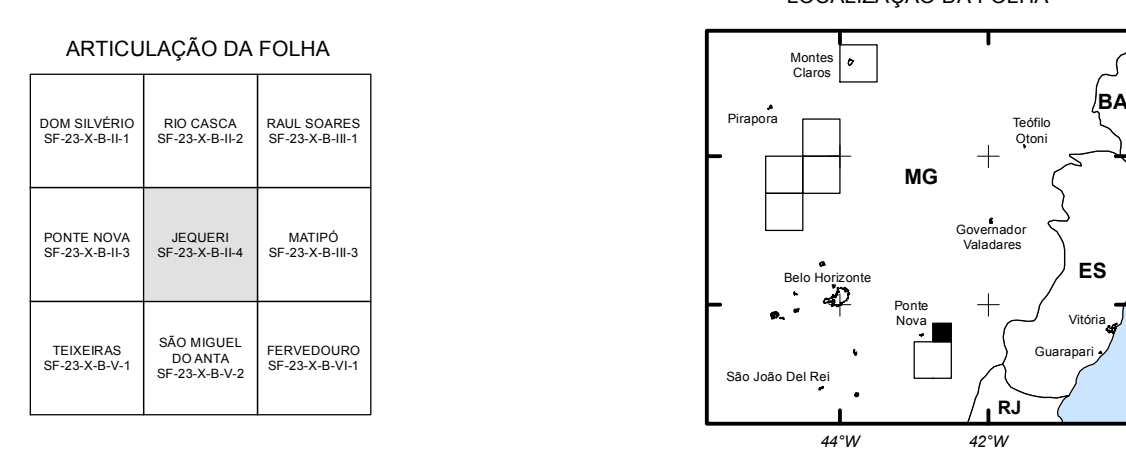 ARTICULAÇÃO DA FOLHA
DOM SILVÉRIO
SF-23-X-B-II-1
RIO CASCA
SF-23-X-B-II-2
RAUL SOARES
SF-23-X-B-III-1
PONTE NOVA
SF-23-X-B-II-3
JEQUERI
SF-23-X-B-II-4
MATIPÓ
SF-23-X-B-III-3
TEIXEIRAS
SF-23-X-B-V-1
SÃO MIGUEL
DO ANTA
SF-23-X-B-V-2
FERVEDOURO
SF-23-X-B-VI-1
LOCALIZAÇÃO DA FOLHA
Montes
Claros
Pirapora
BA
Teófilo
Otoni
MG
Governador
Valadares
Belo Horizonte
ES
Ponte
Nova
Vitória
Guarapari
São João Del Rei
RJ
44°W
42°W